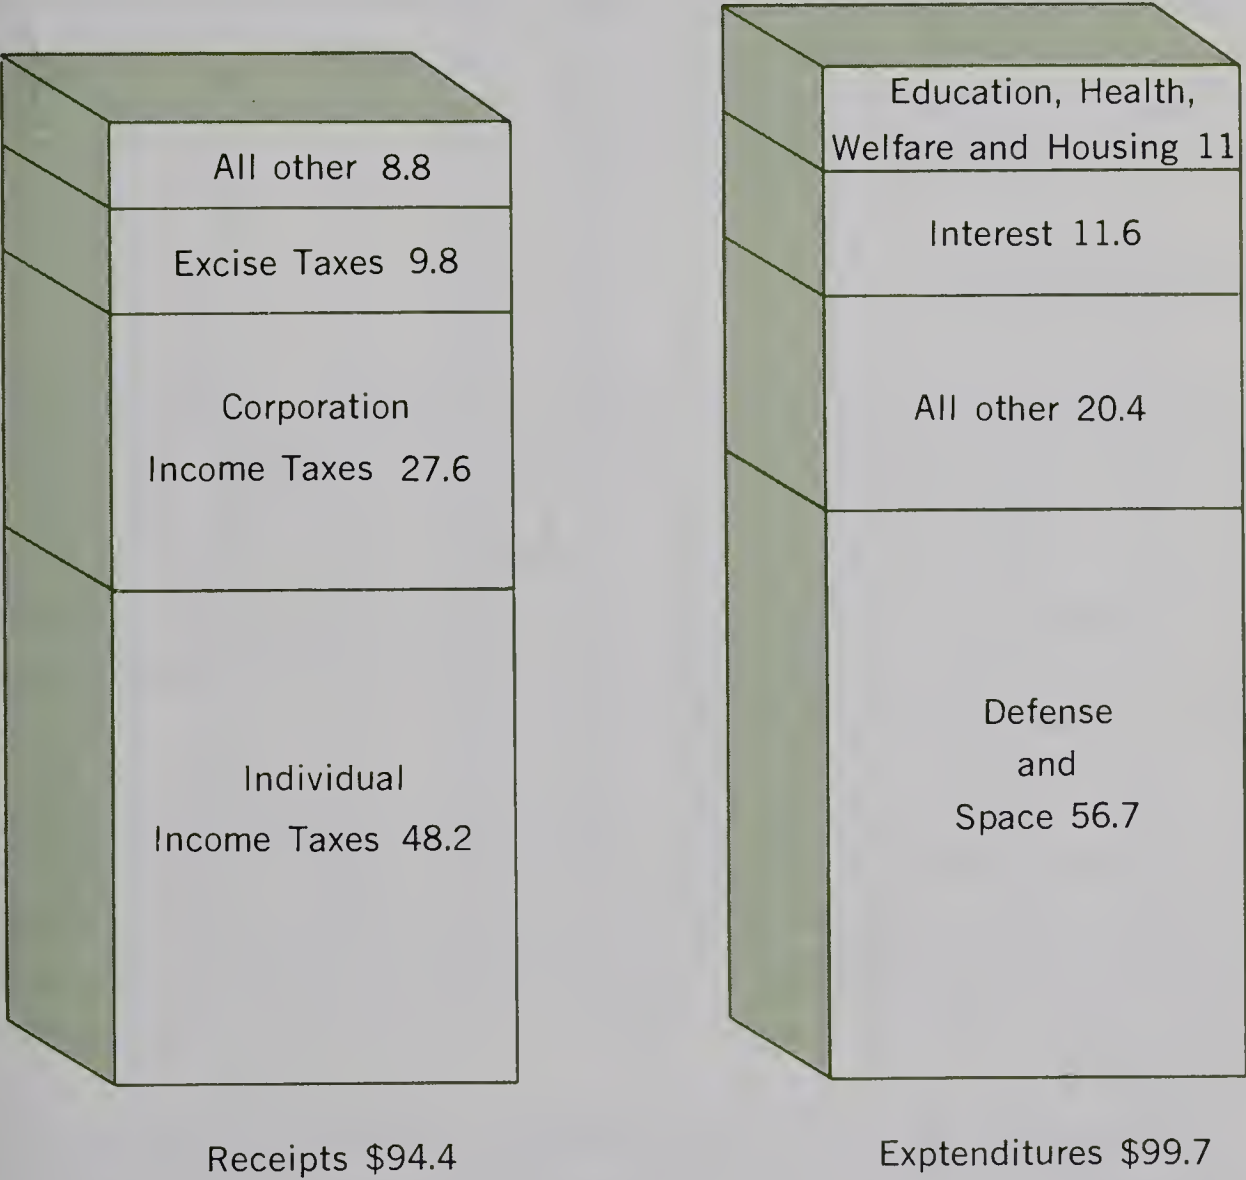 All other 8.8
Excise Taxes 9.8
Corporation
Income Taxes 27.6
Individual
Income Taxes 48.2
Receipts $94.4
Education, Health,
Welfare and Housing 11
Interest 11.6
All other 20.4
Defense
and
Space 56.7
Exptenditures $99.7